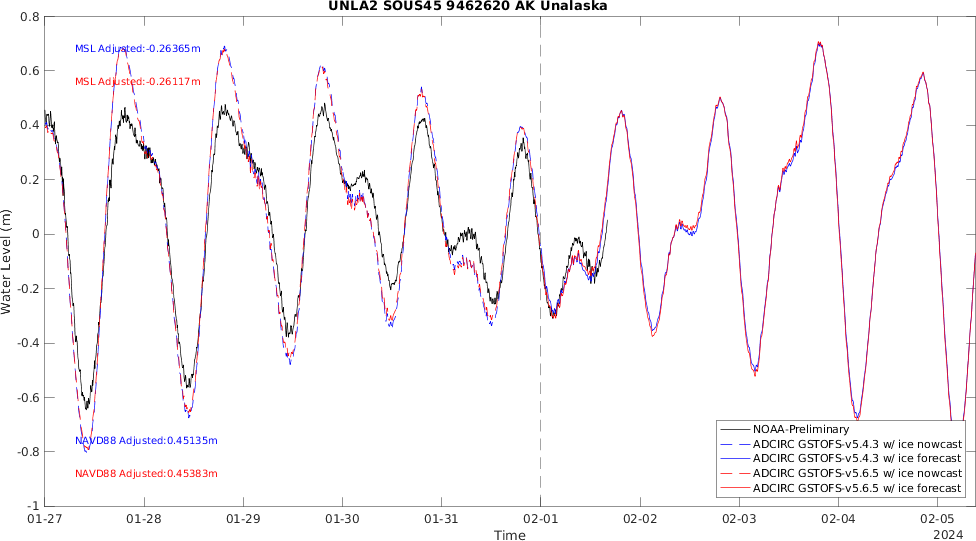 UNLA2 SOUS45 9462620 AK Unalaska
Water Level (m)
0.8
0.6
0.4
0.2
0
-0.2
-0.4
-0.6
-0.8
-1
MSL Adjusted:-0.26365m
MSL Adjusted:-0.26117m
NAVD88 Adjusted:0.45135m
NAVD88 Adjusted:0.45383m
NOAA-Preliminary
ADCIRC GSTOFS-v5.4.3 w/ ice nowcast
ADCIRC GSTOFS-v5.4.3 w/ ice forecast
ADCIRC GSTOFS-v5.6.5 w/ ice nowcast
ADCIRC GSTOFS-v5.6.5 w/ ice forecast
01-27 01-28 01-29 01-30 01-31 02-01 02-02 02-03 02-04 02-05
Time
2024